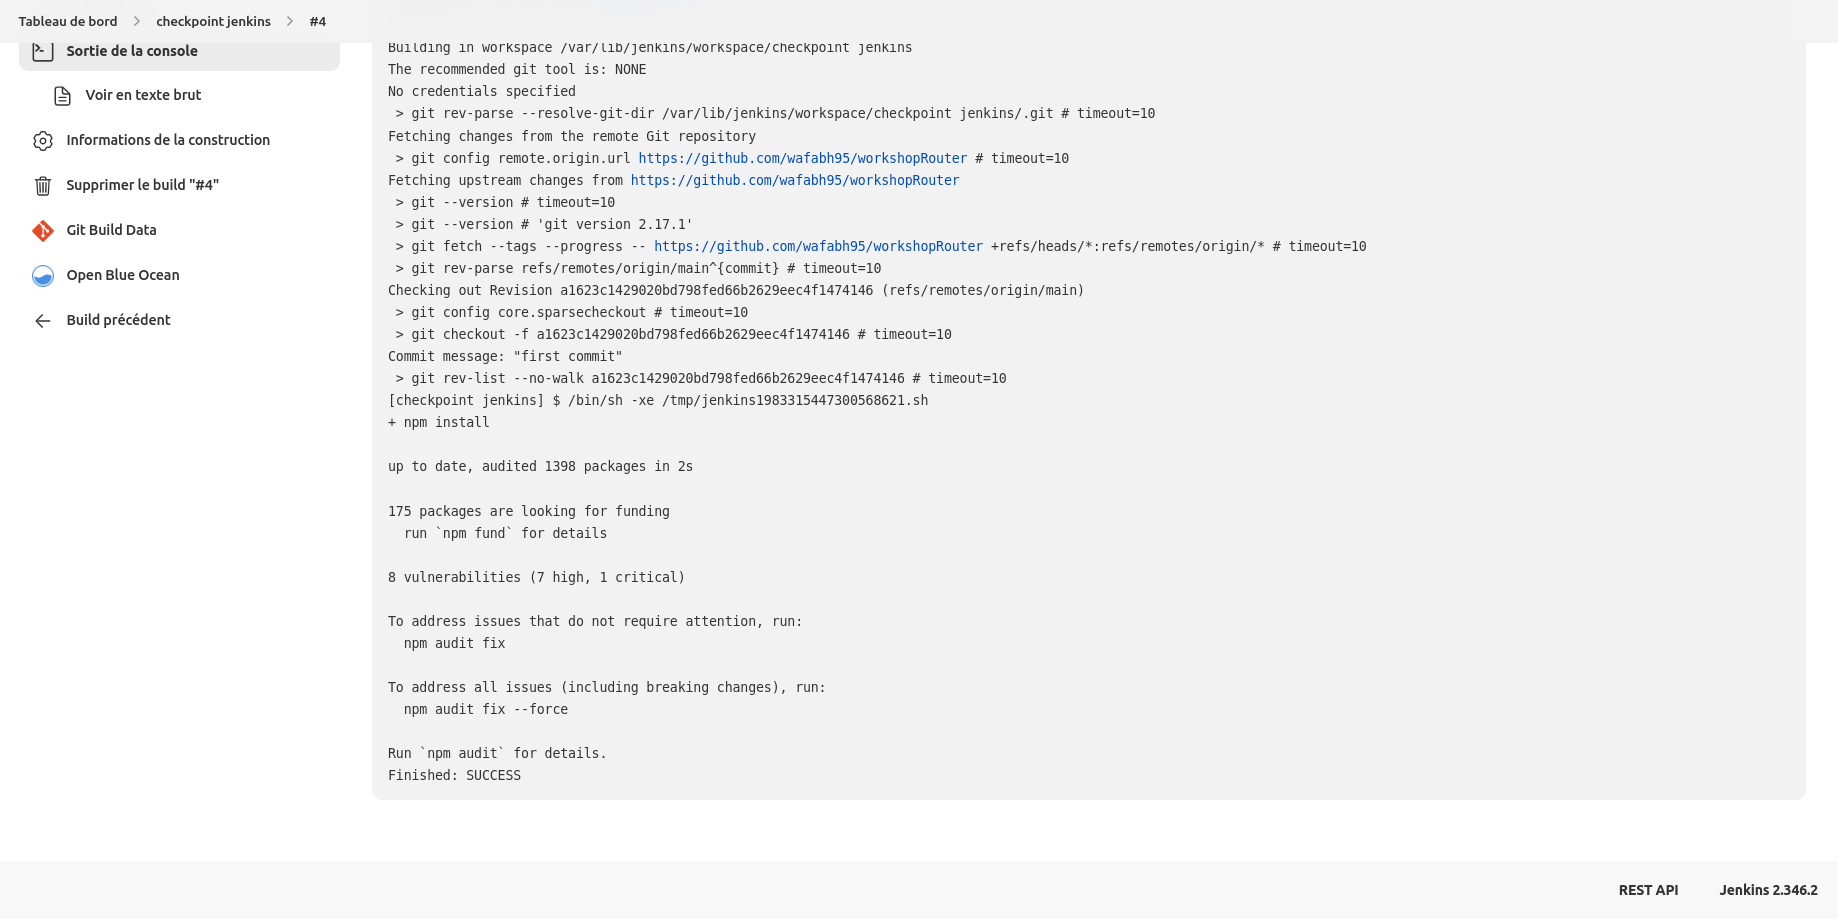 Tableau de bord > checkpoint jenkins > #4
Sortie de la console
Voir en texte brut
Informations de la construction
Supprimer le build "#4"
Git Build Data
Open Blue Ocean
Build précédent
Building in workspace /var/lib/jenkins/workspace/checkpoint jenkins
The recommended git tool is: NONE
No credentials specified
 > git rev-parse --resolve-git-dir /var/lib/jenkins/workspace/checkpoint jenkins/.git # timeout=10
Fetching changes from the remote Git repository
 > git config remote.origin.url https://github.com/wafabh95/workshopRouter # timeout=10
Fetching upstream changes from https://github.com/wafabh95/workshopRouter
 > git --version # timeout=10
 > git --version # 'git version 2.17.1'
 > git fetch --tags --progress -- https://github.com/wafabh95/workshopRouter +refs/heads/*:refs/remotes/origin/* # timeout=10
 > git rev-parse refs/remotes/origin/main^{commit} # timeout=10
Checking out Revision a1623c1429020bd798fed66b2629eec4f1474146 (refs/remotes/origin/main)
 > git config core.sparsecheckout # timeout=10
 > git checkout -f a1623c1429020bd798fed66b2629eec4f1474146 # timeout=10
Commit message: "first commit"
 > git rev-list --no-walk a1623c1429020bd798fed66b2629eec4f1474146 # timeout=10
[checkpoint jenkins] $ /bin/sh -xe /tmp/jenkins1983315447300568621.sh
+ npm install
up to date, audited 1398 packages in 2s
175 packages are looking for funding
  run `npm fund` for details
8 vulnerabilities (7 high, 1 critical)
To address issues that do not require attention, run:
  npm audit fix
To address all issues (including breaking changes), run:
  npm audit fix --force
Run `npm audit` for details.
Finished: SUCCESS
REST API
Jenkins 2.346.2